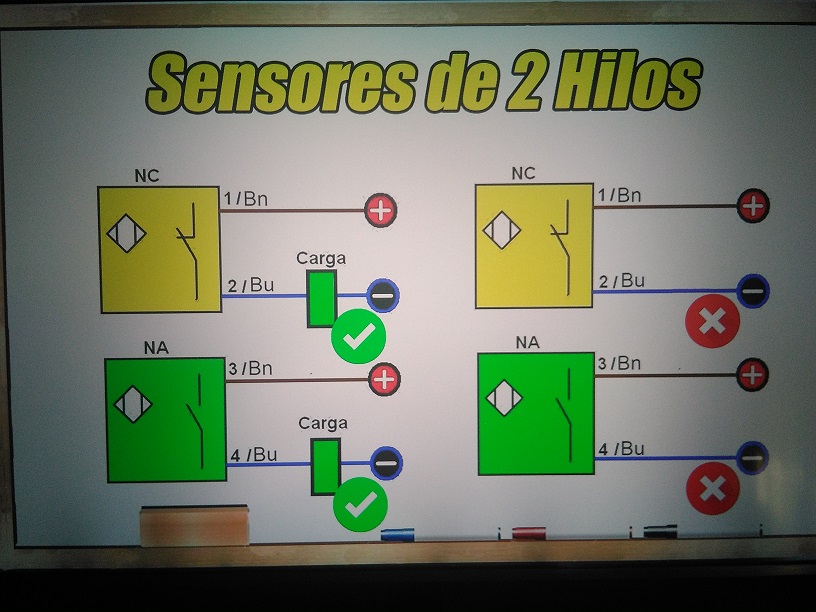 Sensores de 2 Hilos
NC
1/Bn
Carga
2/Bu
NA
3/Bn
Carga
4/Bu
NC
1/Bn
2/Bu
NA
3/Bn
4/Bu